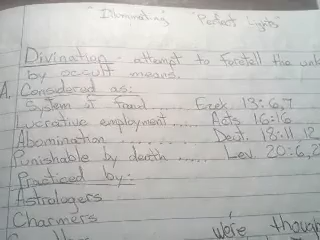 "Illuminating" "Perfect Lights"
Divination - attempt to foretell the unk
by occult means.
A. Considered as:
System of fraud ..... Ezek. 13:6,7
Lucrative employment .... Acts 16:16
Abomination ........ Deut. 18:11,12
Punishable by death .... Lev. 20:6,2
Practiced by:
Astrologers
Charmers
were though